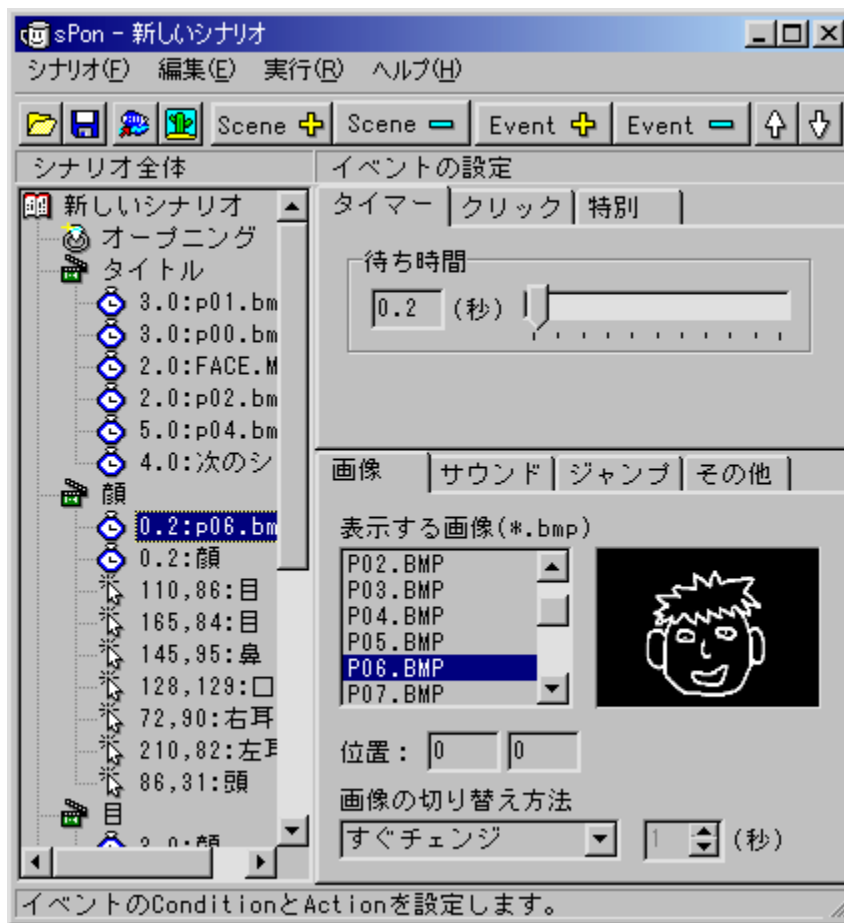 sPon - 新しいシナリオ
シナリオ(F) 編集(E) 実行(R) ヘルプ(H)
Scene Scene Event Event
シナリオ全体
新しいシナリオ
オープニング
タイトル
3.0:p01.bm
3.0:p00.bm
2.0:FACE.M
2.0:p02.bm
5.0:p04.bm
4.0:次のシ
顔
0.2:p06.bm
0.2:顔
110,86:目
165,84:目
145,95:鼻
128,129:口
72,90:右耳
210,82:左耳
86,31:頭
目
イベントの設定
タイマー クリック 特別
待ち時間
0.2 (秒)
画像 サウンド ジャンプ その他
表示する画像(*.bmp)
P02.BMP
P03.BMP
P04.BMP
P05.BMP
P06.BMP
P07.BMP
位置: 0 0
画像の切り替え方法
すぐチェンジ 1 (秒)
イベントのConditionとActionを設定します。